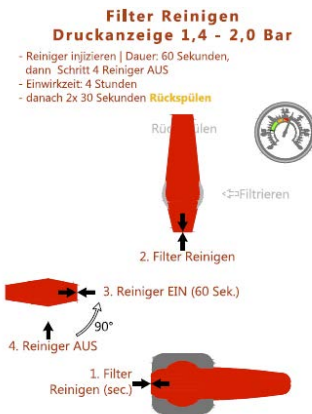 Filter Reinigen
Druckanzeige 1,4 - 2,0 Bar
- Reiniger injizieren | Dauer: 60 Sekunden,
dann Schritt 4 Reiniger AUS
- Einwirkzeit: 4 Stunden
- danach 2x 30 Sekunden Rückspülen
⇦Filtrieren
2. Filter Reinigen
3. Reiniger EIN (60 Sek.)
90°
4. Reiniger AUS
1. Filter
Reinigen (sec.)